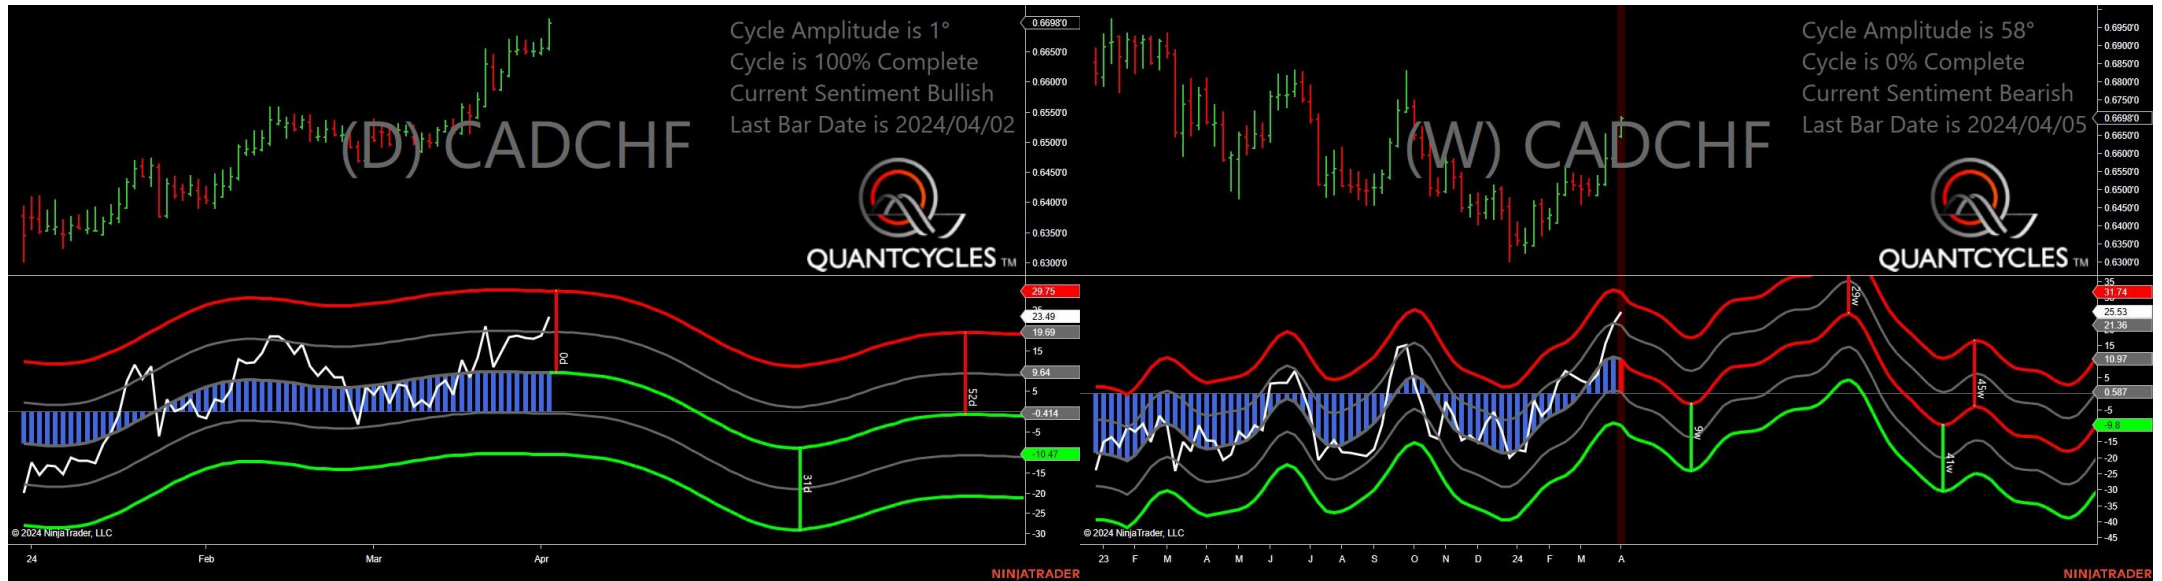 Cycle Amplitude is 1°
Cycle is 100% Complete
Current Sentiment Bullish
Last Bar Date is 2024/04/02
(D) CADCHF
QUANTCYCLES TM
0.6698'0
0.6650'0
0.6600'0
0.6550'0
0.6500'0
0.6450'0
0.6400'0
0.6350'0
0.6300'0
29.75
23.49
19.69
15
9.64
5
-0.414
-5
-10.47
-15
-20
-25
-30
0d
31d
52d
© 2024 NinjaTrader, LLC
24 Feb Mar Apr
NINJATRADER
Cycle Amplitude is 58°
Cycle is 0% Complete
Current Sentiment Bearish
Last Bar Date is 2024/04/05
(W) CADCHF
QUANTCYCLES TM
0.6950'0
0.6900'0
0.6850'0
0.6800'0
0.6750'0
0.6698'0
0.6650'0
0.6600'0
0.6550'0
0.6500'0
0.6450'0
0.6400'0
0.6350'0
0.6300'0
35
31.74
25.53
21.36
15
10.97
5
0.587
-5
-9.8
-15
-20
-25
-30
-35
-40
-45
9w
29w
41w
45w
© 2024 NinjaTrader, LLC
23 F M A M J J A S O N D 24 F M A
NINJATRADER